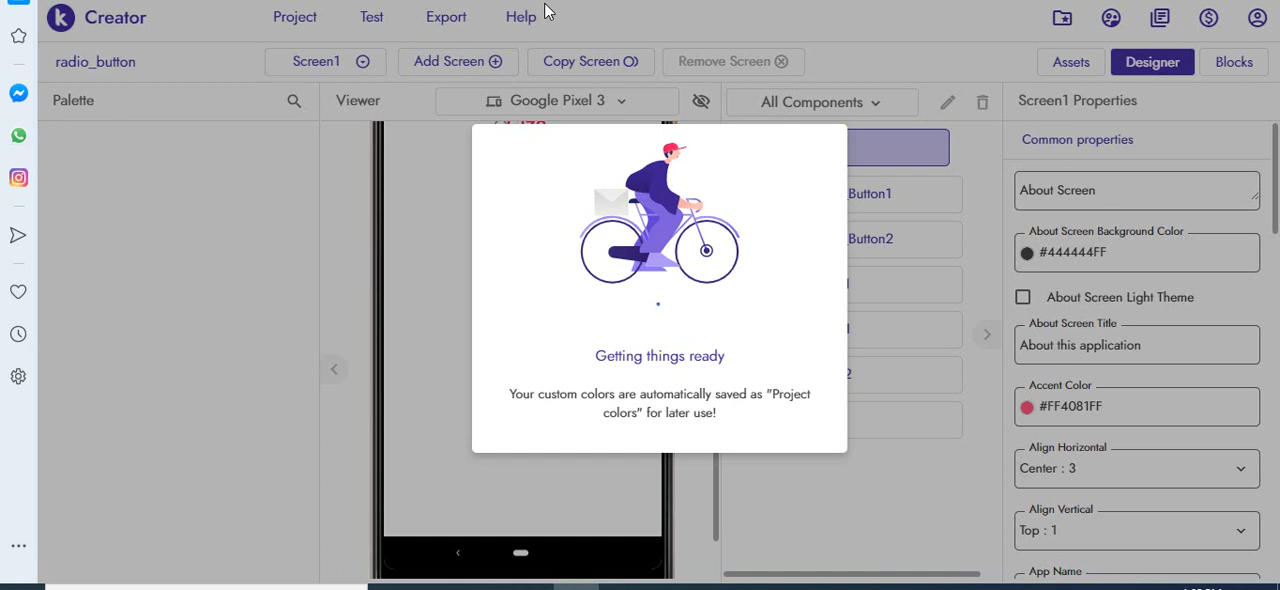 Creator
Project
Test
Export
Help
radio_button
Screen1
Add Screen
Copy Screen
Remove Screen
Assets
Designer
Blocks
Palette
Viewer
Google Pixel 3
All Components
Screen1 Properties
Common properties
Button1
Button2
1
1
2
Getting things ready
Your custom colors are automatically saved as "Project
colors" for later use!
About Screen
About Screen Background Color
#444444FF
About Screen Light Theme
About Screen Title
About this application
Accent Color
#FF4081FF
Align Horizontal
Center : 3
Align Vertical
Top : 1
App Name